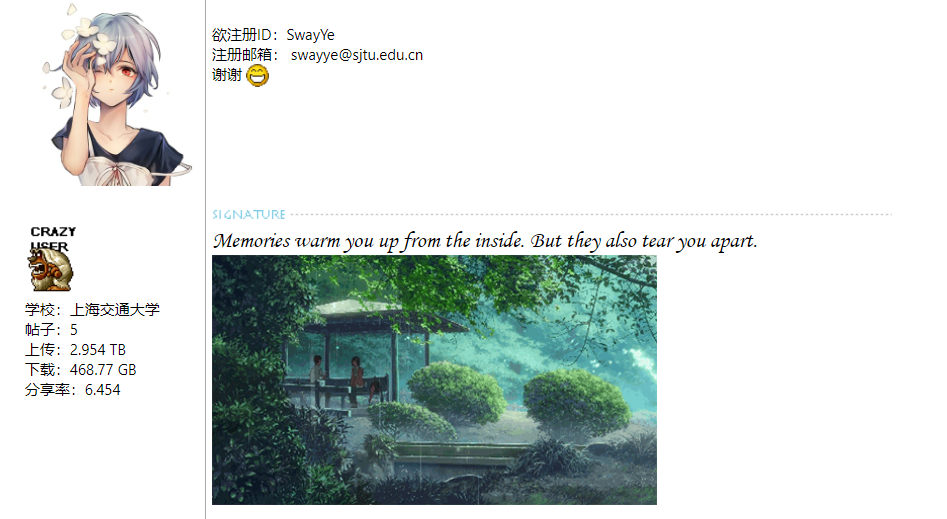 欲注册ID：SwayYe
注册邮箱： swayye@sjtu.edu.cn
谢谢
SIGNATURE
Memories warm you up from the inside. But they also tear you apart.
CRAZY
USER
学校：上海交通大学
帖子：5
上传：2.954 TB
下载：468.77 GB
分享率：6.454